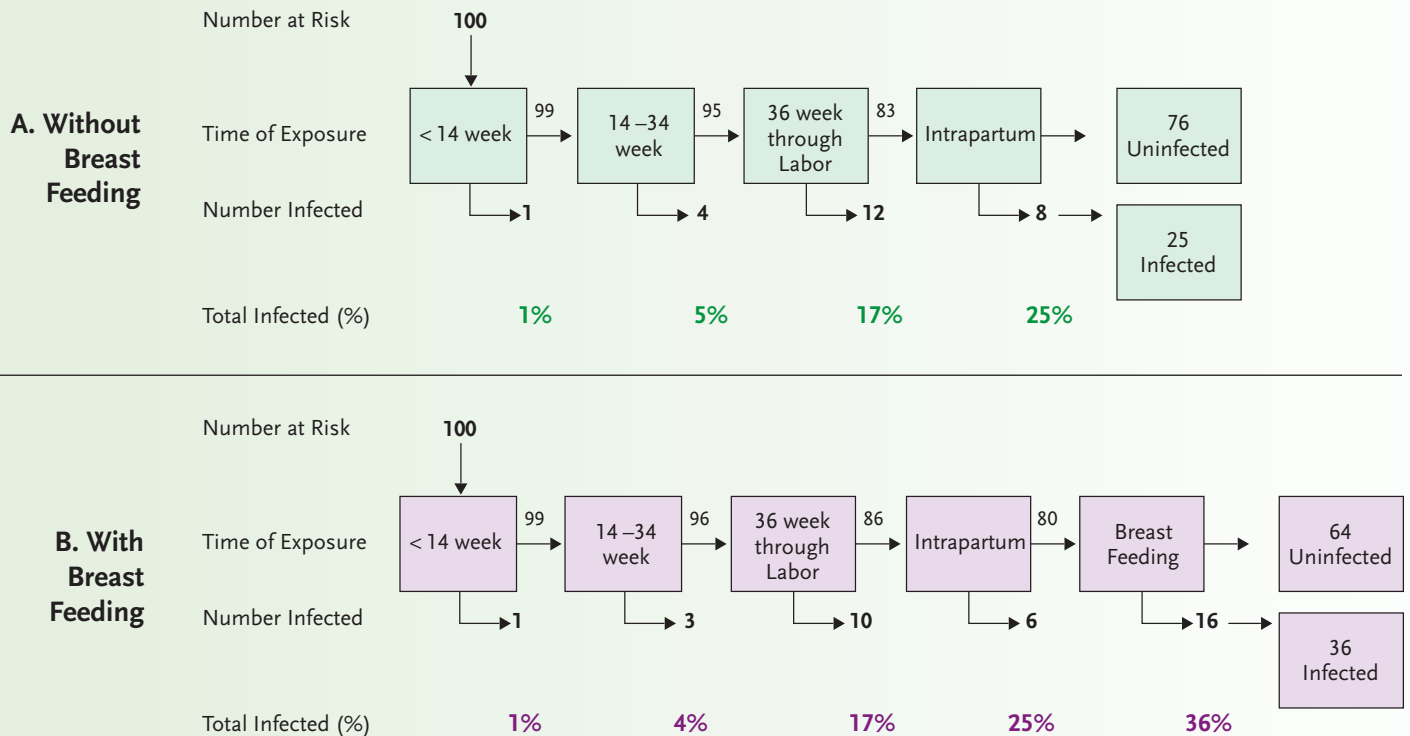 Number at Risk
100
A. Without
Breast
Feeding
Time of Exposure
< 14 week
99
14 –34
week
95
36 week
through
Labor
83
Intrapartum
76
Uninfected
Number Infected
1
4
12
8
25
Infected
Total Infected (%)
1%
5%
17%
25%
Number at Risk
100
B. With
Breast
Feeding
Time of Exposure
< 14 week
99
14 –34
week
96
36 week
through
Labor
86
Intrapartum
80
Breast
Feeding
64
Uninfected
Number Infected
1
3
10
6
16
36
Infected
Total Infected (%)
1%
4%
17%
25%
36%